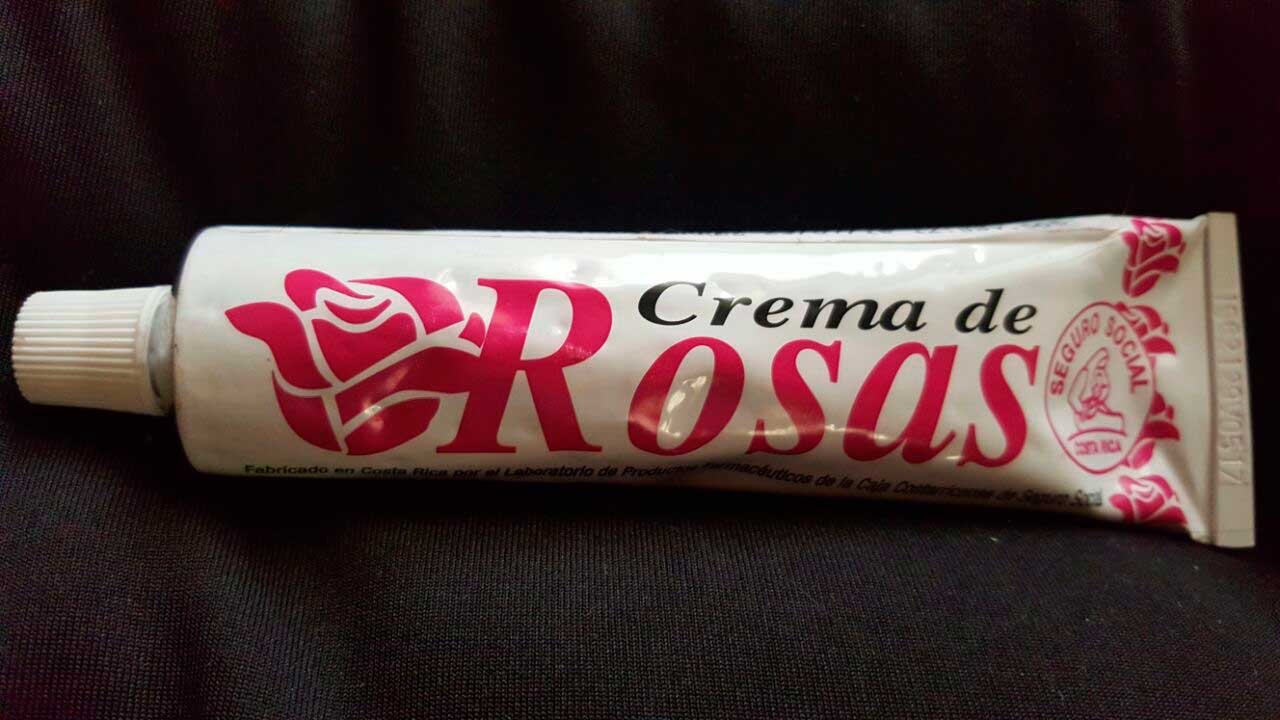 Crema de
Rosas
SEGURO SOCIAL
COSTA RICA
Fabricado en Costa Rica por el Laboratorio de Productos Farmacéuticos de la Caja Costarricense de Seguro Social